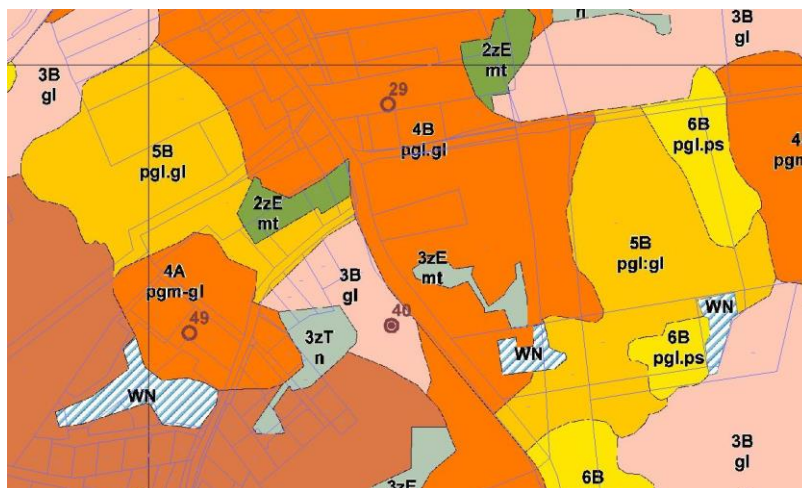 n
3B
gl
2zE
mt
3B
gl
29
4B
pgl.gl
6B
pgl.ps
4
pgm
5B
pgl.gl
2zE
mt
5B
pgl:gl
3zE
mt
4A
pgm-gl
3B
gl
WN
49
40
3zT
n
WN
6B
pgl.ps
WN
3B
gl
3zE
6B